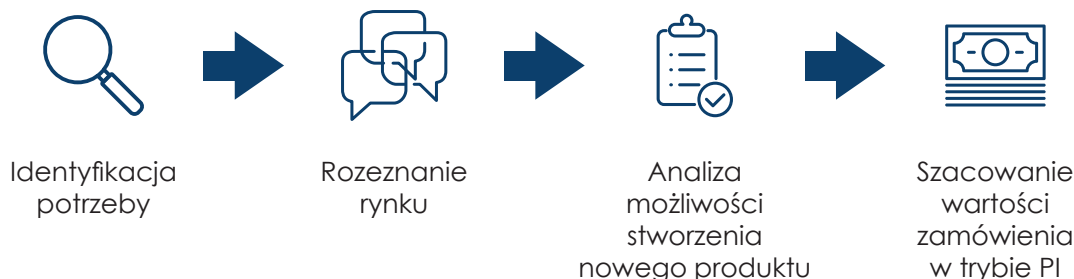 Identyfikacja
potrzeby
Rozeznanie
rynku
Analiza
możliwości
stworzenia
nowego produktu
Szacowanie
wartości
zamówienia
w trybie PI